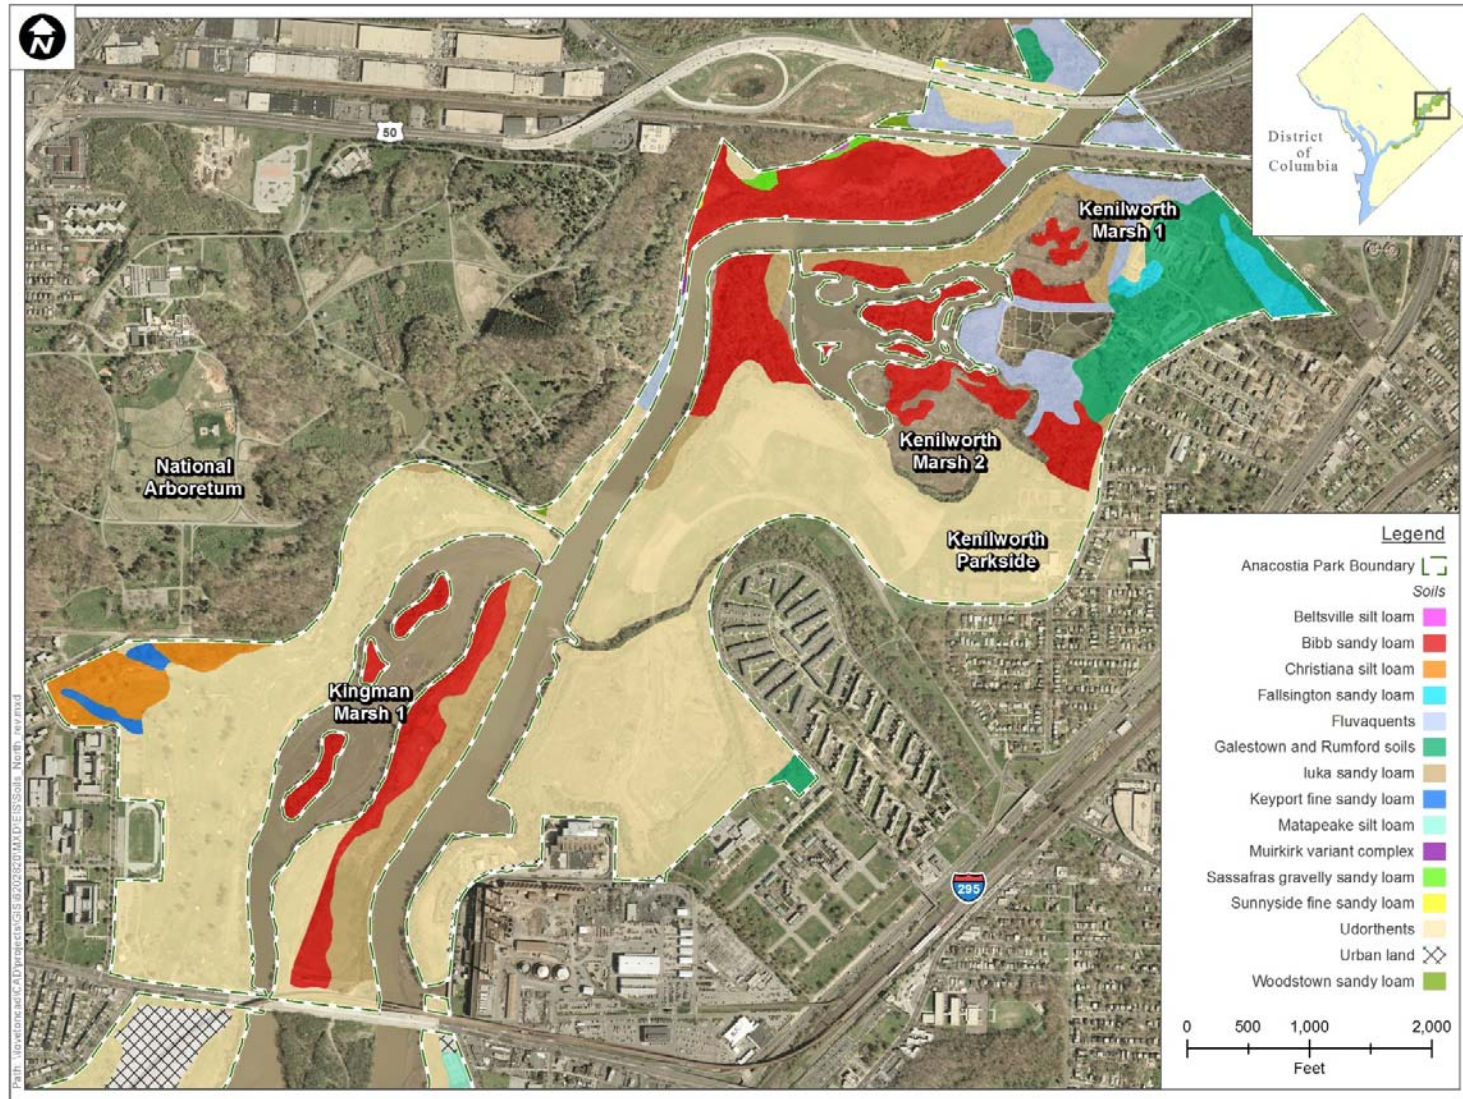 N
50
District
of
Columbia
Kenilworth
Marsh 1
National
Arboretum
Kenilworth
Marsh 2
Kenilworth
Parkside
Kingman
Marsh 1
295
Legend
Anacostia Park Boundary
Soils
Beltsville silt loam
Bibb sandy loam
Christiana silt loam
Fallsington sandy loam
Fluvaquents
Galestown and Rumford soils
Iuka sandy loam
Keyport fine sandy loam
Matapeake silt loam
Muirkirk variant complex
Sassafras gravelly sandy loam
Sunnyside fine sandy loam
Udorthents
Urban land
Woodstown sandy loam
0 500 1,000 2,000
Feet